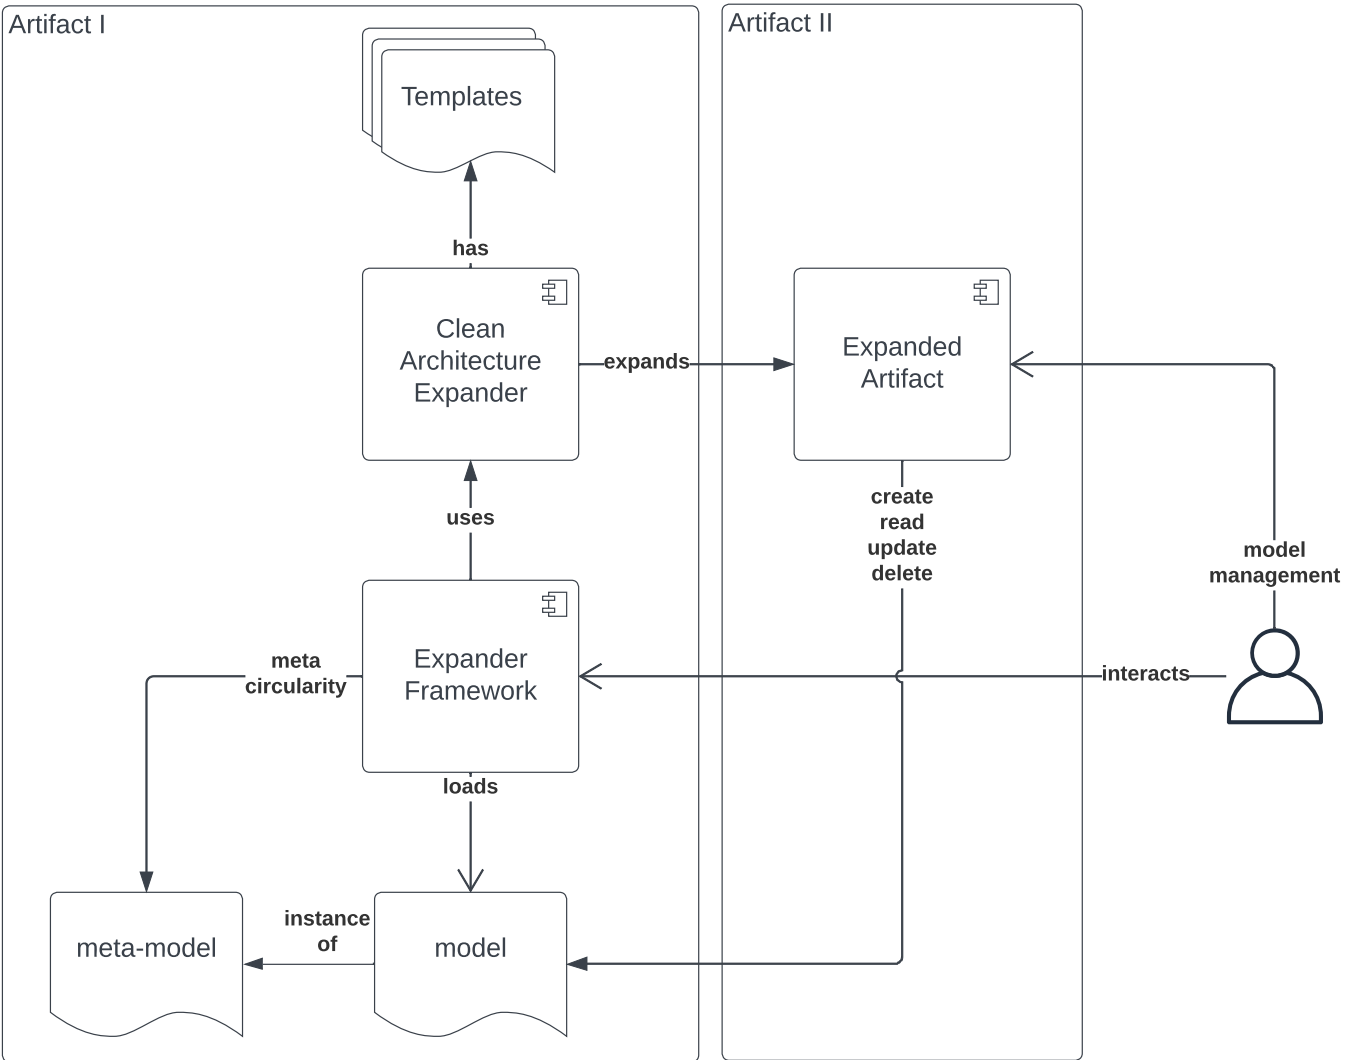 Artifact I
Artifact II
Templates
has
Clean
Architecture
Expander
expands
Expanded
Artifact
uses
create
read
update
delete
model
management
Expander
Framework
meta
circularity
interacts
loads
instance
of
meta-model
model